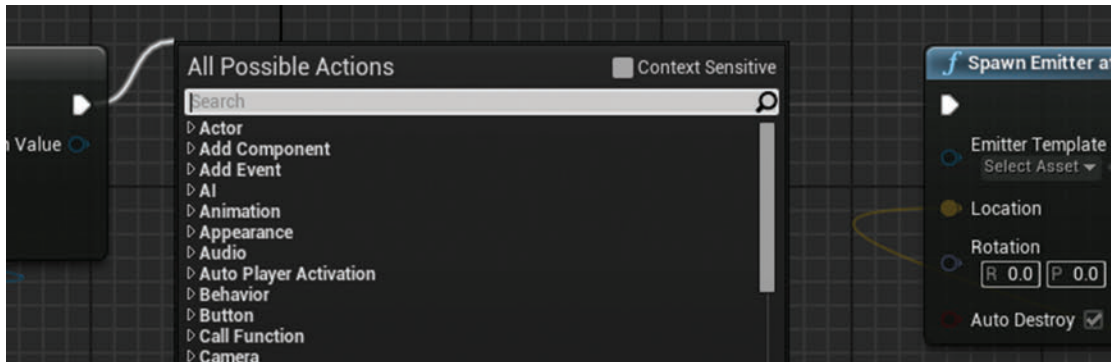 All Possible Actions
Context Sensitive
Search
Actor
Add Component
Add Event
AI
Animation
Appearance
Audio
Auto Player Activation
Behavior
Button
Call Function
Camera
Value
f Spawn Emitter
Emitter Template
Select Asset
Location
Rotation
R 0.0 P 0.0
Auto Destroy